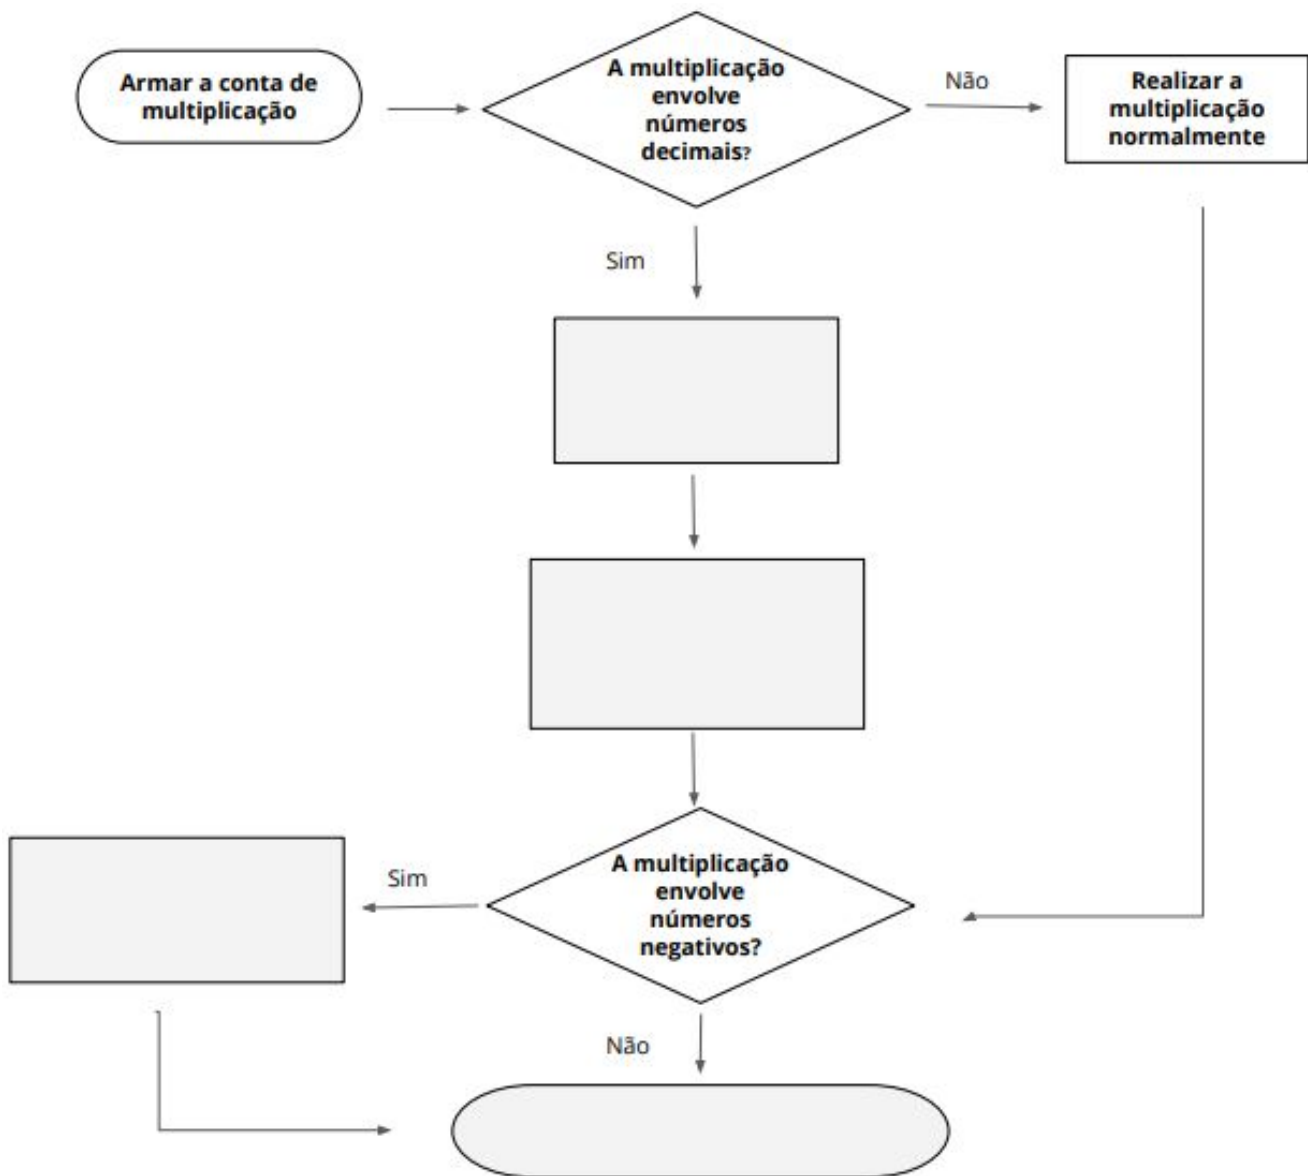 Armar a conta de
multiplicação
A multiplicação
envolve
números
decimais?
Não
Realizar a
multiplicação
normalmente
Sim
A multiplicação
envolve
números
negativos?
Sim
Não